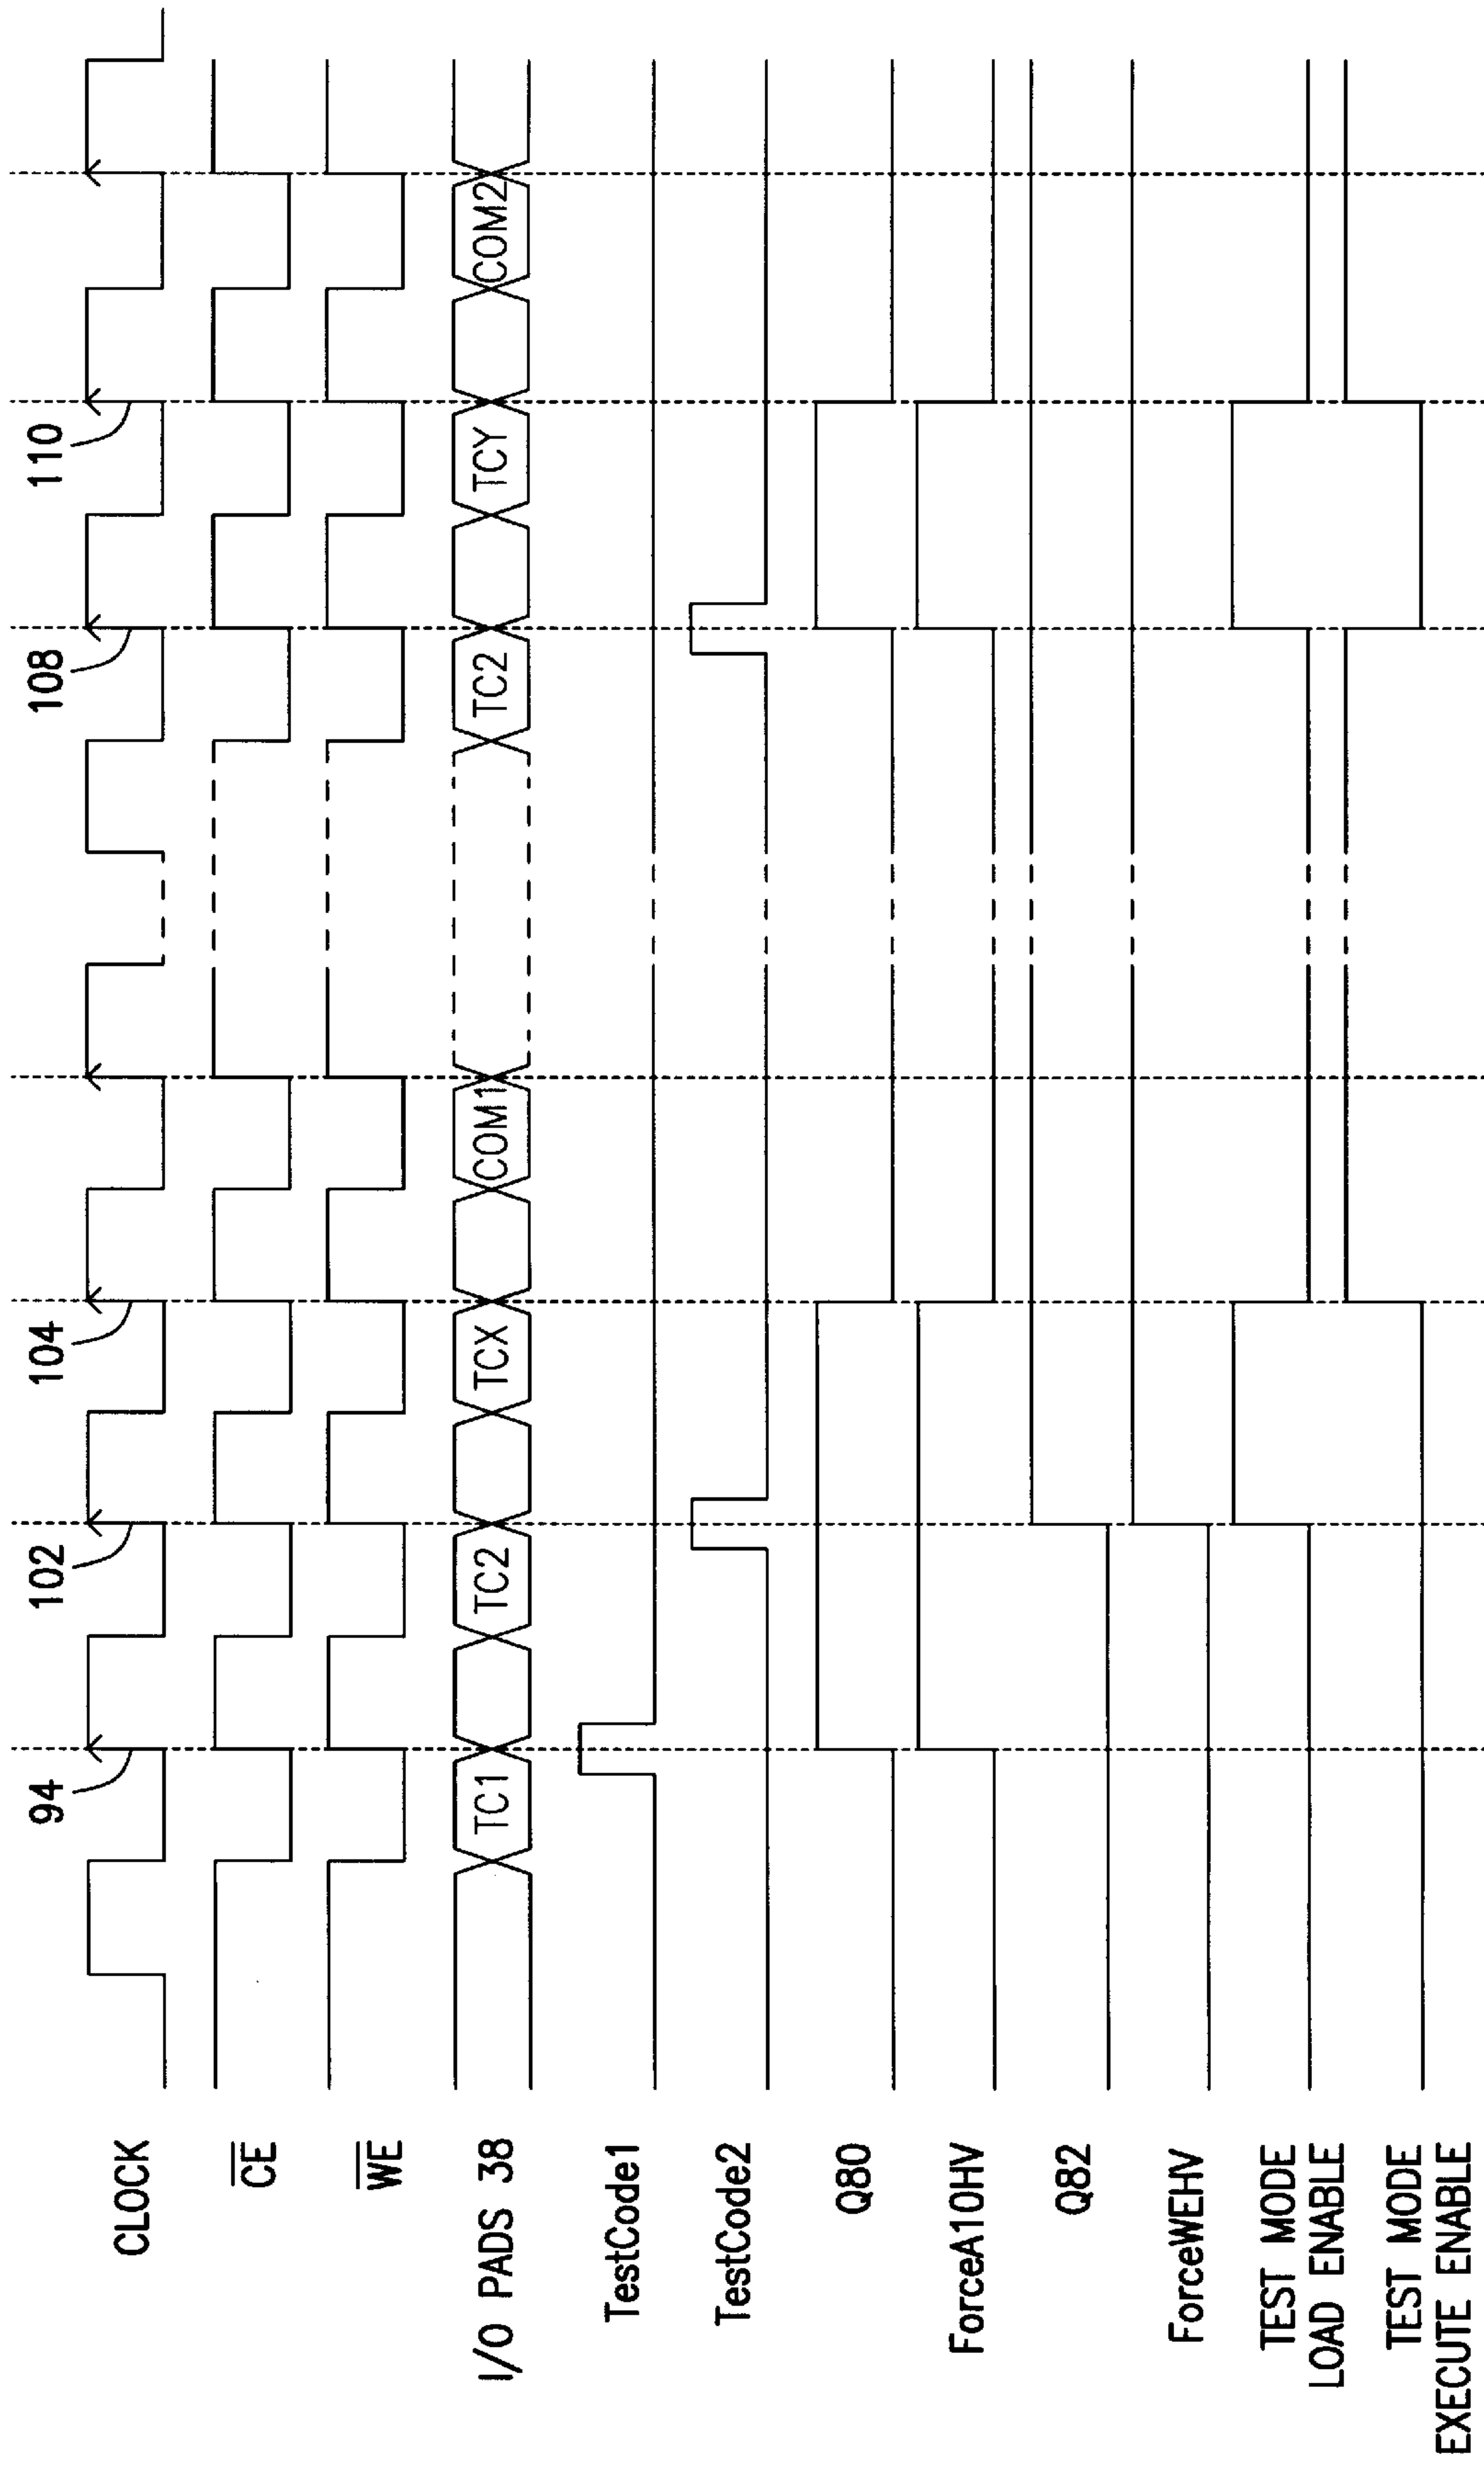 94 102 104 108 110
CLOCK
CE
WE
I/O PADS 38 TC1 TC2 TCX COM1 TC2 TCY COM2
TestCode1
TestCode2
Q80
ForceA10HV
Q82
ForceWEHV
TEST MODE
LOAD ENABLE
TEST MODE
EXECUTE ENABLE